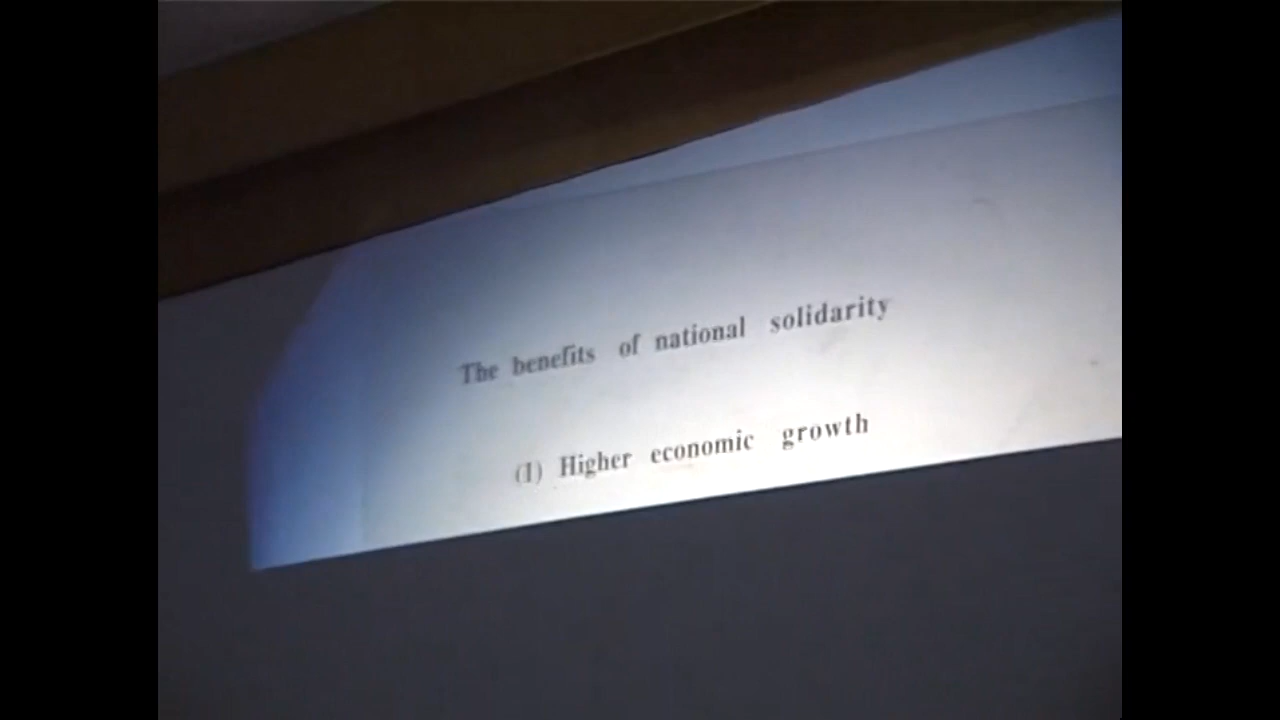 The benefits of national solidarity
(I) Higher economic growth